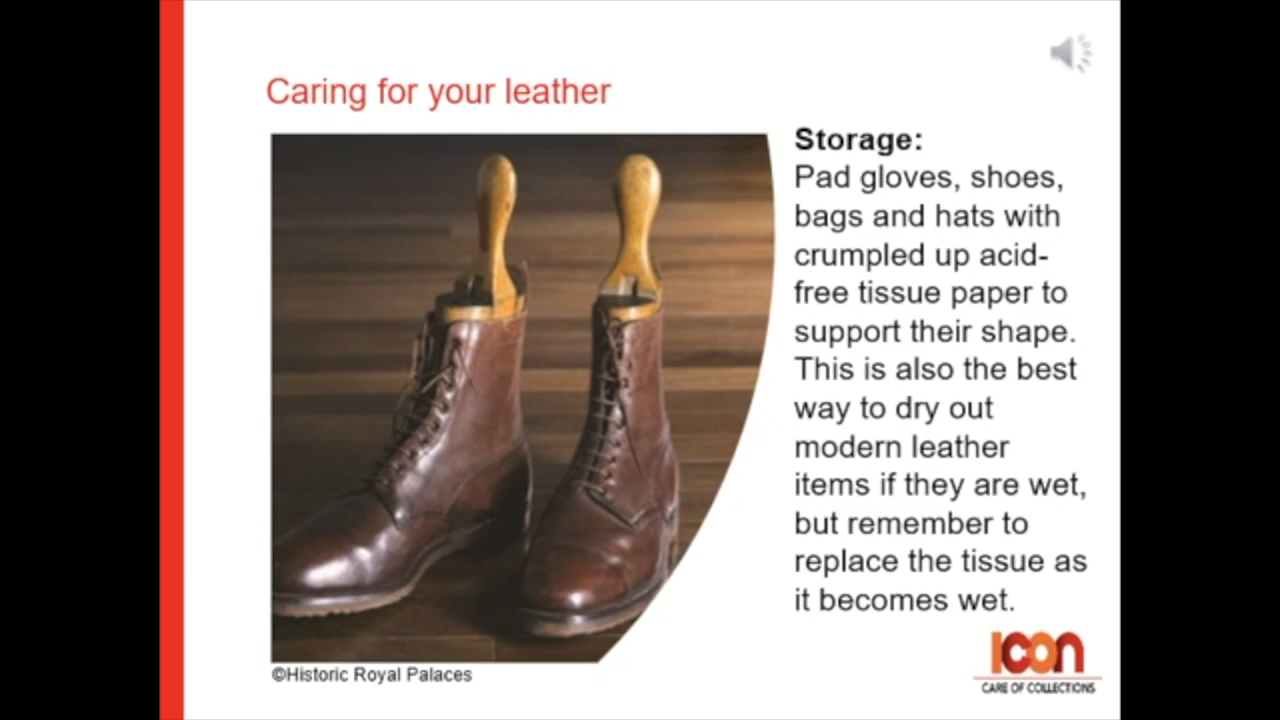 Caring for your leather
Storage:
Pad gloves, shoes,
bags and hats with
crumpled up acid-
free tissue paper to
support their shape.
This is also the best
way to dry out
modern leather
items if they are wet,
but remember to
replace the tissue as
it becomes wet.
©Historic Royal Palaces
Icon
CARE OF COLLECTIONS